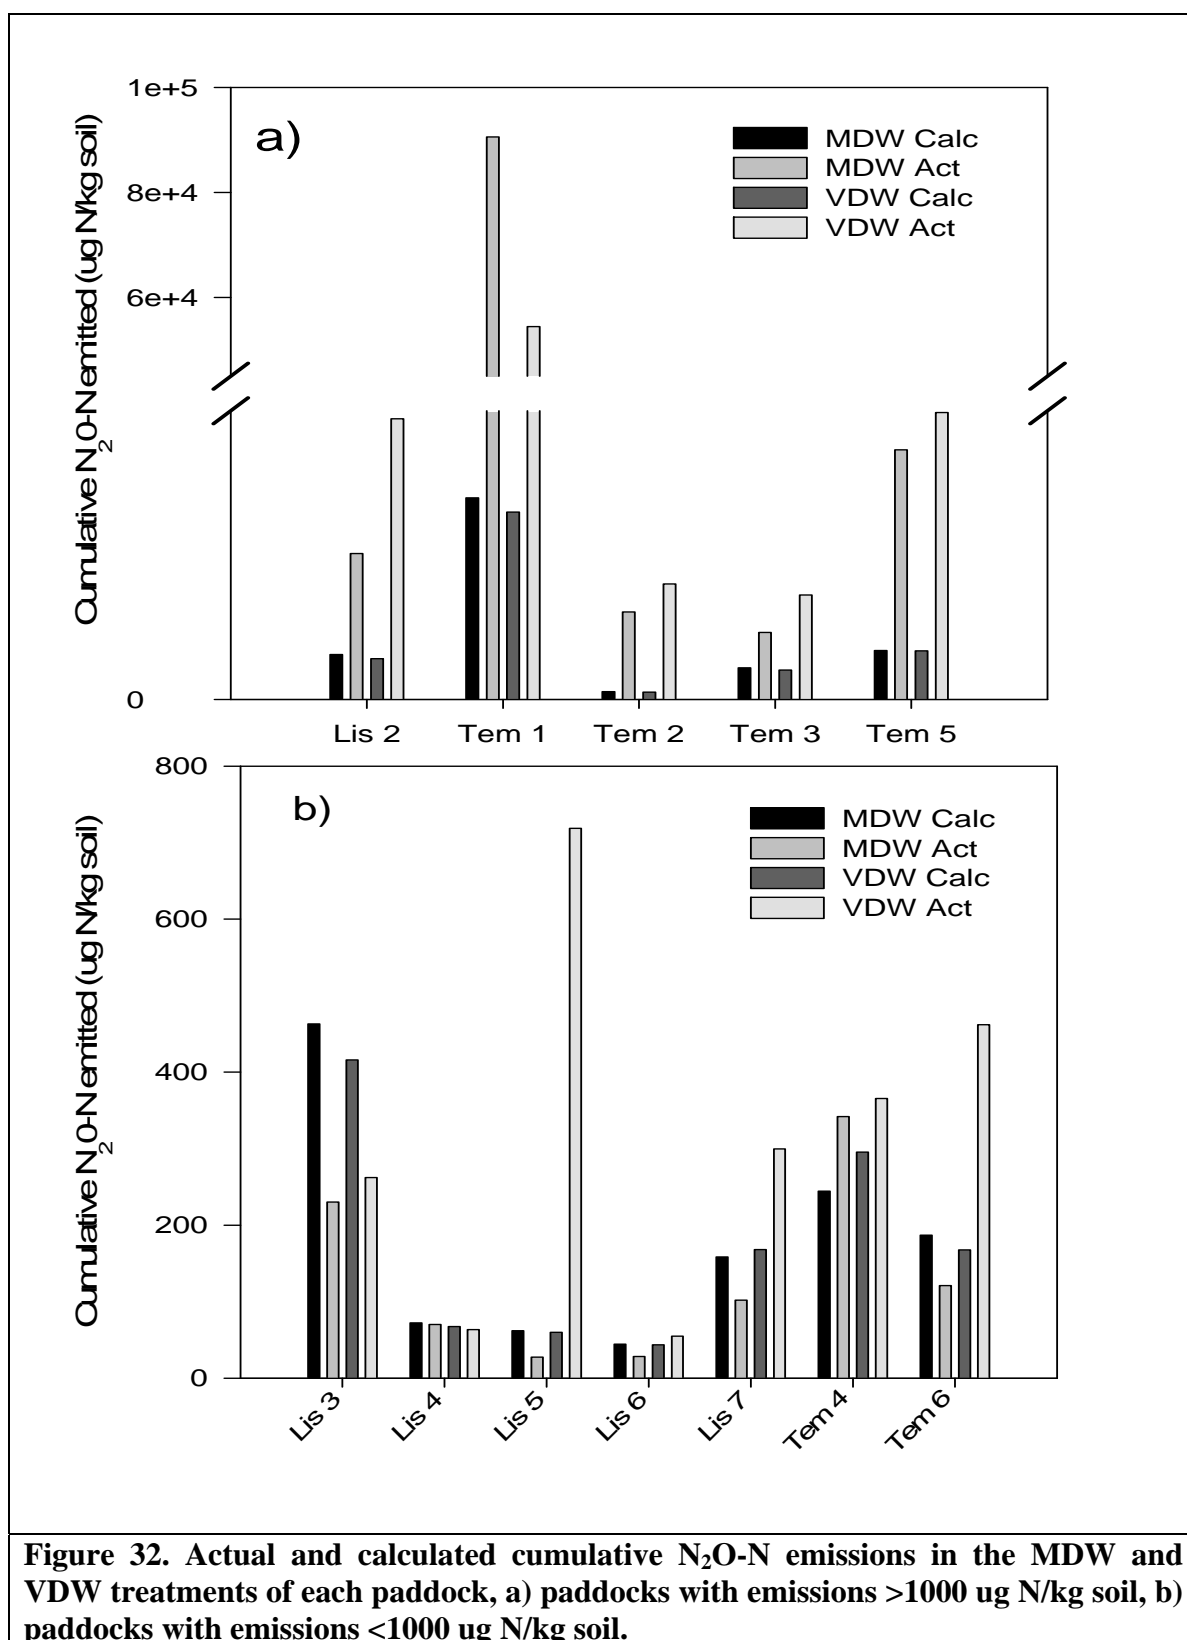 Cumulative N2O-N emitted (ug N/kg soil)
1e+5
8e+4
6e+4
0
a)
MDW Calc
MDW Act
VDW Calc
VDW Act
Lis 2 Tem 1 Tem 2 Tem 3 Tem 5
Cumulative N2O-N emitted (ug N/kg soil)
800
600
400
200
0
b)
MDW Calc
MDW Act
VDW Calc
VDW Act
Lis 3 Lis 4 Lis 5 Lis 6 Lis 7 Tem 4 Tem 6
Figure 32. Actual and calculated cumulative N₂O-N emissions in the MDW and
VDW treatments of each paddock, a) paddocks with emissions >1000 ug N/kg soil, b)
paddocks with emissions <1000 ug N/kg soil.